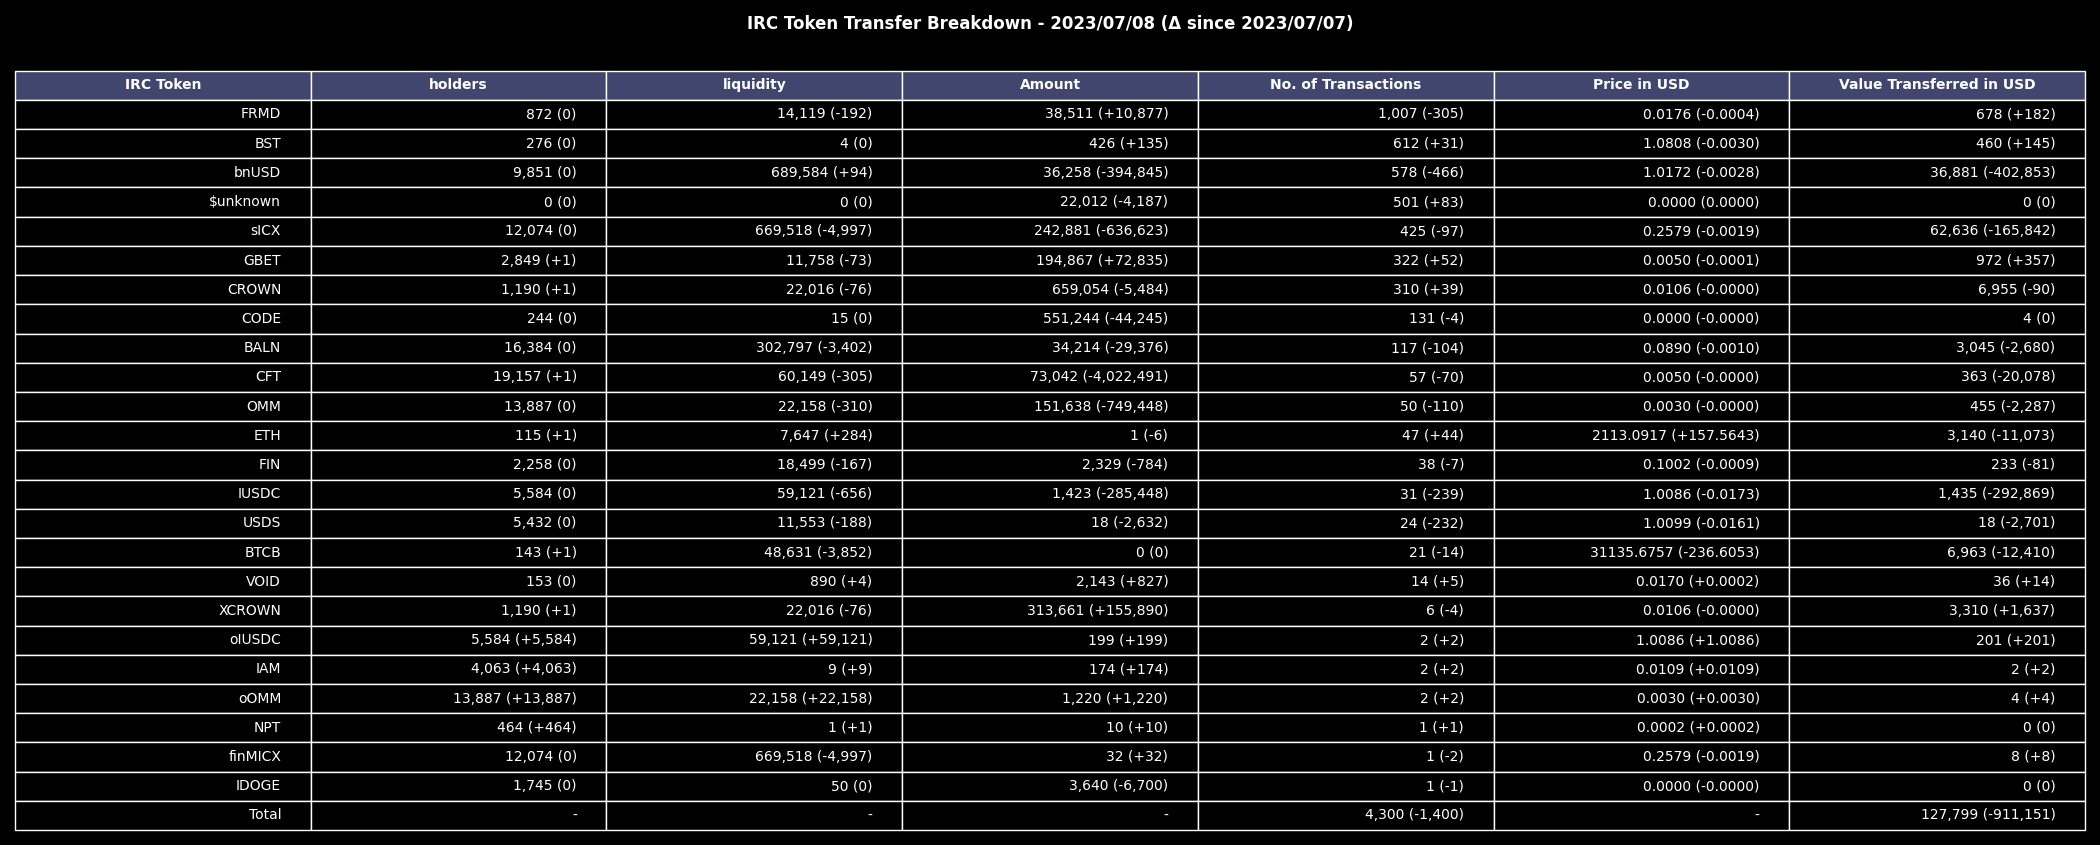 IRC Token Transfer Breakdown - 2023/07/08 (Δ since 2023/07/07)
IRC Token holders liquidity Amount No. of Transactions Price in USD Value Transferred in USD
FRMD 872 (0) 14,119 (-192) 38,511 (+10,877) 1,007 (-305) 0.0176 (-0.0004) 678 (+182)
BST 276 (0) 4 (0) 426 (+135) 612 (+31) 1.0808 (-0.0030) 460 (+145)
bnUSD 9,851 (0) 689,584 (+94) 36,258 (-394,845) 578 (-466) 1.0172 (-0.0028) 36,881 (-402,853)
$unknown 0 (0) 0 (0) 22,012 (-4,187) 501 (+83) 0.0000 (0.0000) 0 (0)
sICX 12,074 (0) 669,518 (-4,997) 242,881 (-636,623) 425 (-97) 0.2579 (-0.0019) 62,636 (-165,842)
GBET 2,849 (+1) 11,758 (-73) 194,867 (+72,835) 322 (+52) 0.0050 (-0.0001) 972 (+357)
CROWN 1,190 (+1) 22,016 (-76) 659,054 (-5,484) 310 (+39) 0.0106 (-0.0000) 6,955 (-90)
CODE 244 (0) 15 (0) 551,244 (-44,245) 131 (-4) 0.0000 (-0.0000) 4 (0)
BALN 16,384 (0) 302,797 (-3,402) 34,214 (-29,376) 117 (-104) 0.0890 (-0.0010) 3,045 (-2,680)
CFT 19,157 (+1) 60,149 (-305) 73,042 (-4,022,491) 57 (-70) 0.0050 (-0.0000) 363 (-20,078)
OMM 13,887 (0) 22,158 (-310) 151,638 (-749,448) 50 (-110) 0.0030 (-0.0000) 455 (-2,287)
ETH 115 (+1) 7,647 (+284) 1 (-6) 47 (+44) 2113.0917 (+157.5643) 3,140 (-11,073)
FIN 2,258 (0) 18,499 (-167) 2,329 (-784) 38 (-7) 0.1002 (-0.0009) 233 (-81)
IUSDC 5,584 (0) 59,121 (-656) 1,423 (-285,448) 31 (-239) 1.0086 (-0.0173) 1,435 (-292,869)
USDS 5,432 (0) 11,553 (-188) 18 (-2,632) 24 (-232) 1.0099 (-0.0161) 18 (-2,701)
BTCB 143 (+1) 48,631 (-3,852) 0 (0) 21 (-14) 31135.6757 (-236.6053) 6,963 (-12,410)
VOID 153 (0) 890 (+4) 2,143 (+827) 14 (+5) 0.0170 (+0.0002) 36 (+14)
XCROWN 1,190 (+1) 22,016 (-76) 313,661 (+155,890) 6 (-4) 0.0106 (-0.0000) 3,310 (+1,637)
oIUSDC 5,584 (+5,584) 59,121 (+59,121) 199 (+199) 2 (+2) 1.0086 (+1.0086) 201 (+201)
IAM 4,063 (+4,063) 9 (+9) 174 (+174) 2 (+2) 0.0109 (+0.0109) 2 (+2)
oOMM 13,887 (+13,887) 22,158 (+22,158) 1,220 (+1,220) 2 (+2) 0.0030 (+0.0030) 4 (+4)
NPT 464 (+464) 1 (+1) 10 (+10) 1 (+1) 0.0002 (+0.0002) 0 (0)
finMICX 12,074 (0) 669,518 (-4,997) 32 (+32) 1 (-2) 0.2579 (-0.0019) 8 (+8)
IDOGE 1,745 (0) 50 (0) 3,640 (-6,700) 1 (-1) 0.0000 (-0.0000) 0 (0)
Total - - - 4,300 (-1,400) - 127,799 (-911,151)